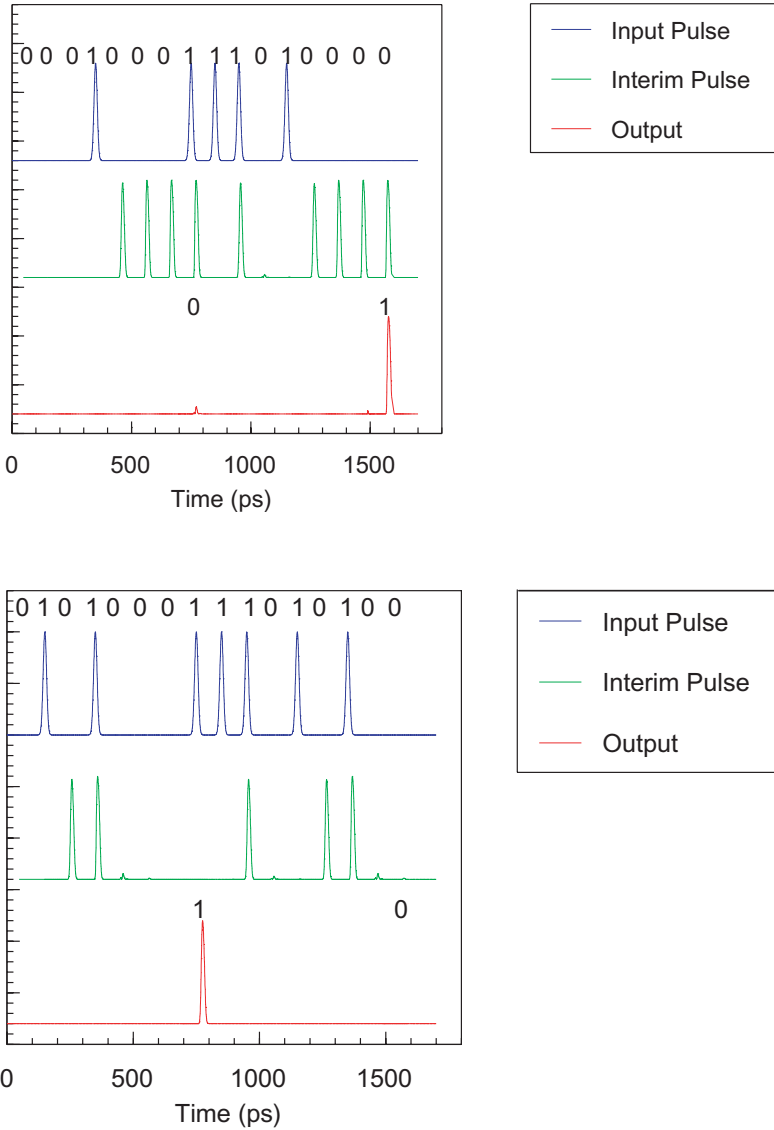 0 0 0 1 0 0 0 1 1 1 0 1 0 0 0 0
0 1
0 500 1000 1500
Time (ps)
Input Pulse
Interim Pulse
Output
0 1 0 1 0 0 0 1 1 1 0 1 0 1 0 0
1 0
0 500 1000 1500
Time (ps)
Input Pulse
Interim Pulse
Output